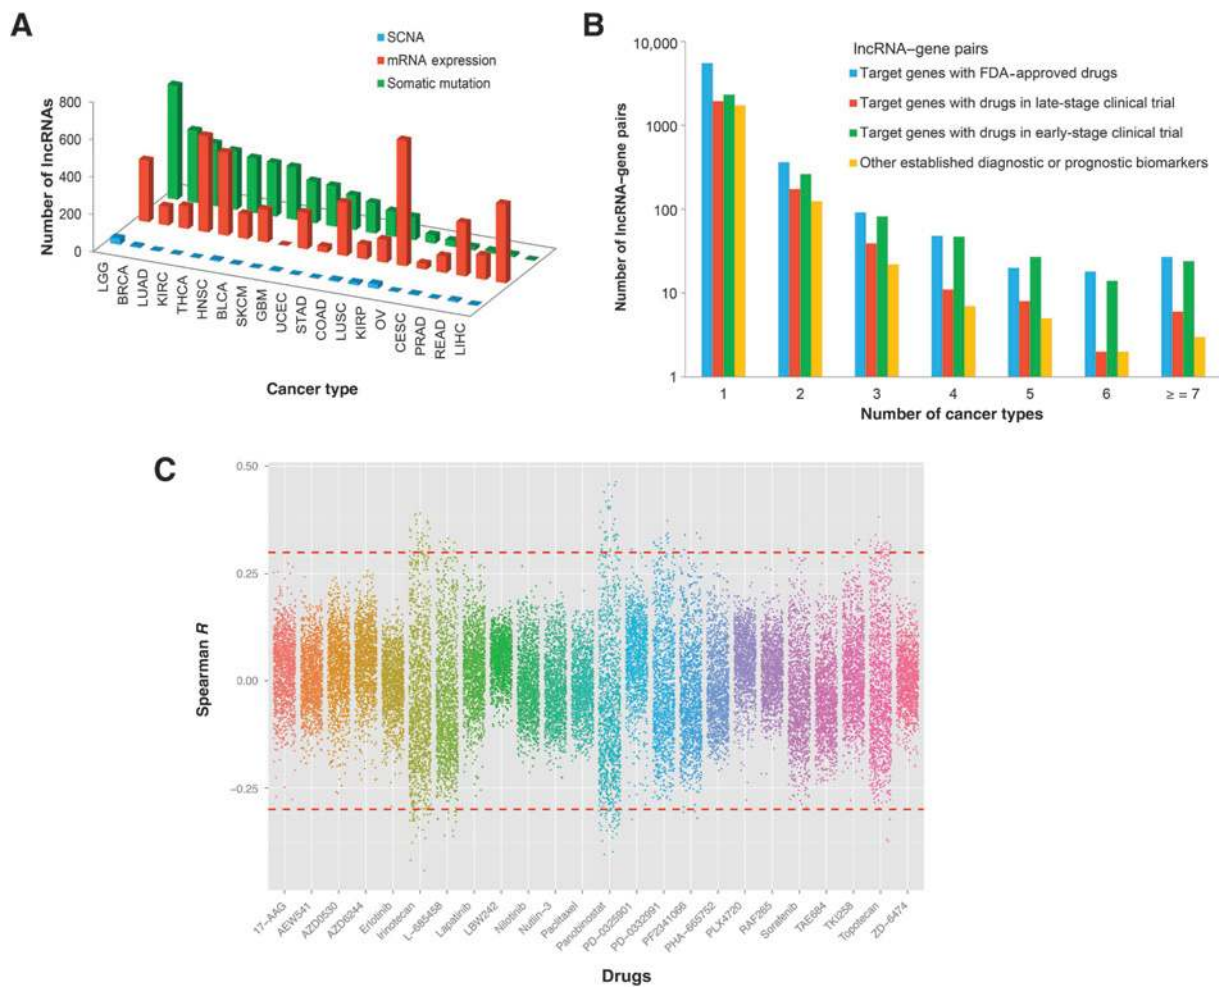 A
SCNA
mRNA expression
Somatic mutation
Number of lncRNAs
800
600
400
200
0
LGG
BRCA
LUAD
KIRC
THCA
HNSC
BLCA
SKCM
GBM
UCEC
STAD
COAD
LUSC
KIRP
OV
CESC
PRAD
READ
LIHC
Cancer type
B
lncRNA–gene pairs
Target genes with FDA-approved drugs
Target genes with drugs in late-stage clinical trial
Target genes with drugs in early-stage clinical trial
Other established diagnostic or prognostic biomarkers
Number of lncRNA–gene pairs
10,000
1000
100
10
1
1 2 3 4 5 6 ≥ = 7
Number of cancer types
C
Spearman R
0.50
0.25
0.00
−0.25
17−AAG
AEW541
AZD0530
AZD6244
Erlotinib
Irinotecan
L−685458
Lapatinib
LBW242
Nilotinib
Nutlin−3
Paclitaxel
Panobinostat
PD−0325901
PD−0332991
PF2341066
PHA−665752
PLX4720
RAF265
Sorafenib
TAE684
TKI258
Topotecan
ZD−6474
Drugs